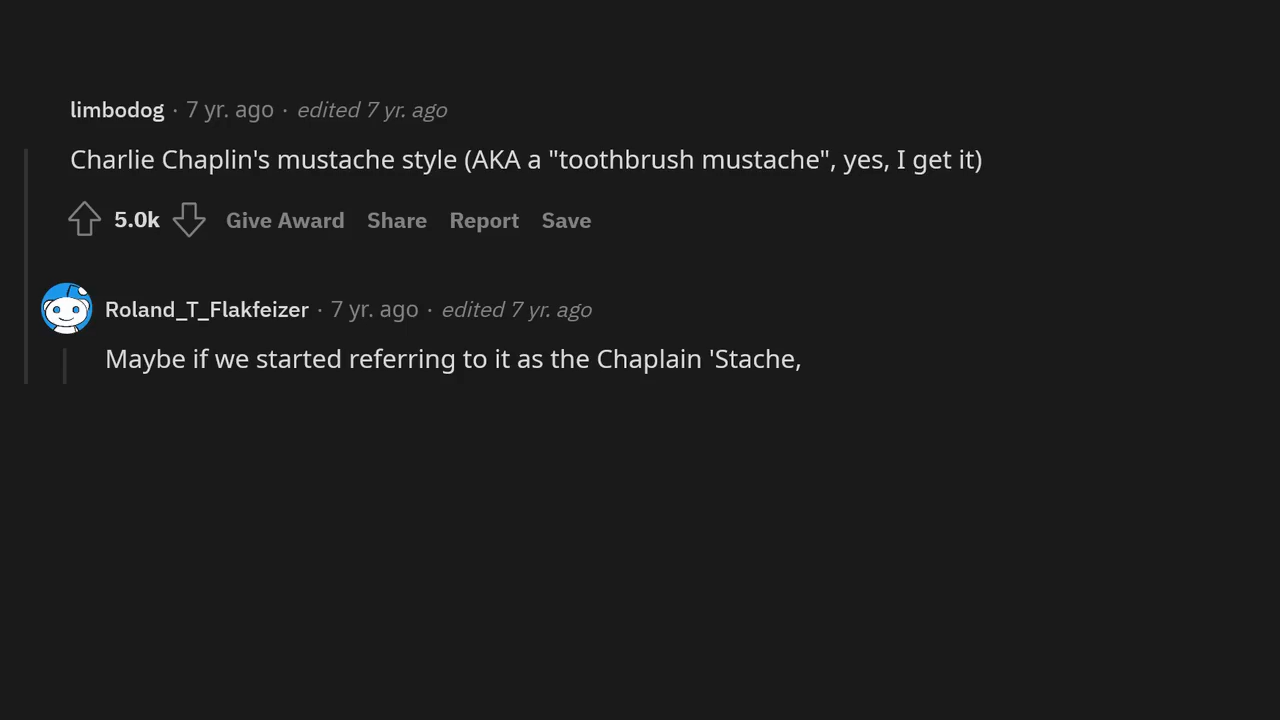 limbodog · 7 yr. ago · edited 7 yr. ago
Charlie Chaplin's mustache style (AKA a "toothbrush mustache", yes, I get it)
5.0k Give Award Share Report Save
Roland_T_Flakfeizer · 7 yr. ago · edited 7 yr. ago
Maybe if we started referring to it as the Chaplain 'Stache,